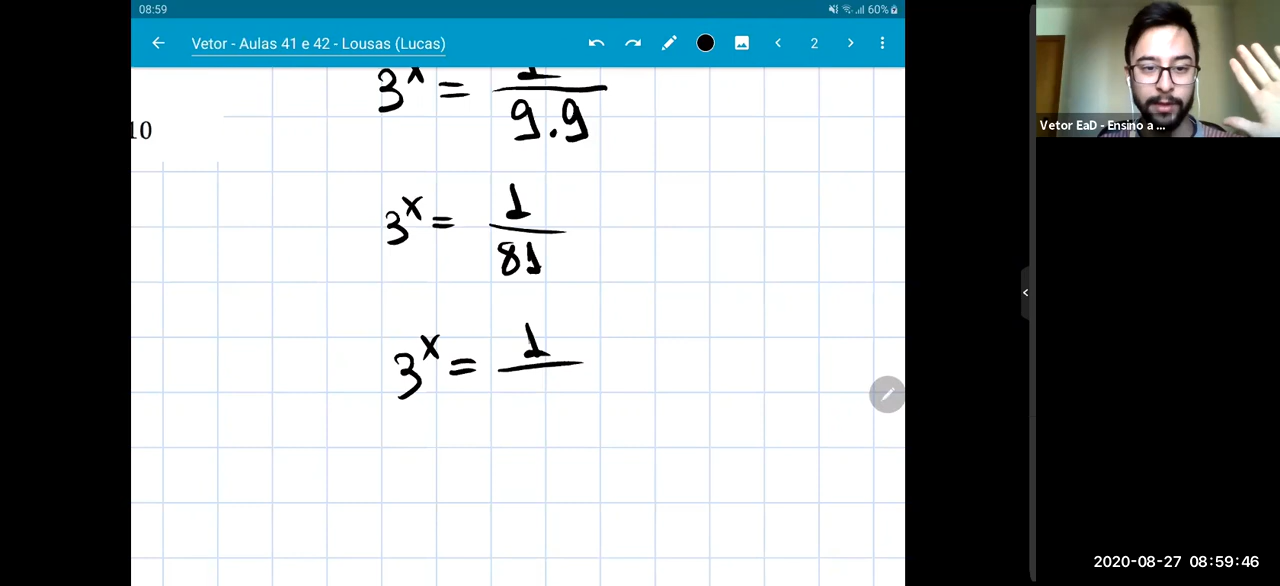 08:59
60%
Vetor - Aulas 41 e 42 - Lousas (Lucas)
2
3^x = 1/(9.9)
10
3^x = 1/81
3^x = 1/
Vetor EaD - Ensino a ...
<
2020-08-27 08:59:46